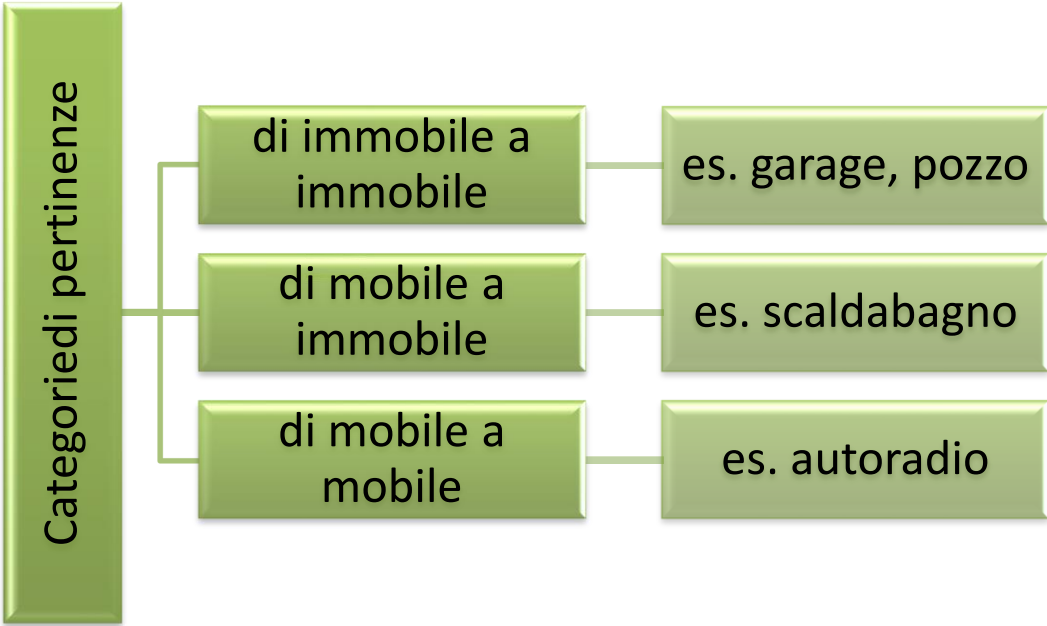 Categoriedi pertinenze
di immobile a
immobile
es. garage, pozzo
di mobile a
immobile
es. scaldabagno
di mobile a
mobile
es. autoradio